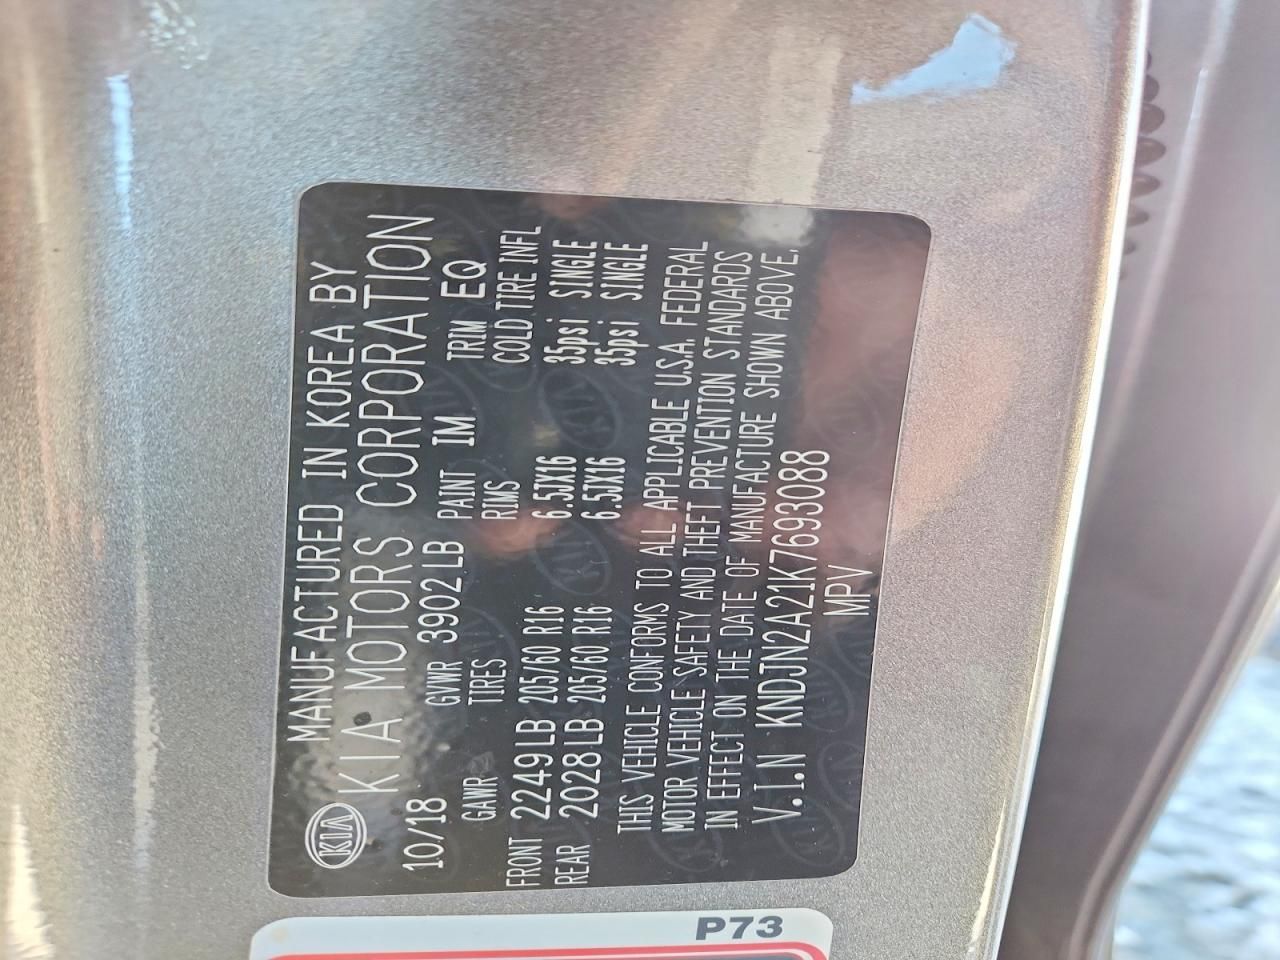 MANUFACTURED IN KOREA BY
KIA KIA MOTORS CORPORATION
10/18 GVWR 3902LB PAINT IM TRIM EQ
GAWR TIRES RIMS COLD TIRE INFL
FRONT 2249LB 205/60 R16 6.5JX16 35psi SINGLE
REAR 2028LB 205/60 R16 6.5JX16 35psi SINGLE
THIS VEHICLE CONFORMS TO ALL APPLICABLE U.S.A. FEDERAL
MOTOR VEHICLE SAFETY AND THEFT PREVENTION STANDARDS
IN EFFECT ON THE DATE OF MANUFACTURE SHOWN ABOVE.
V.I.N KNDJN2A21K7693088
MPV
P73